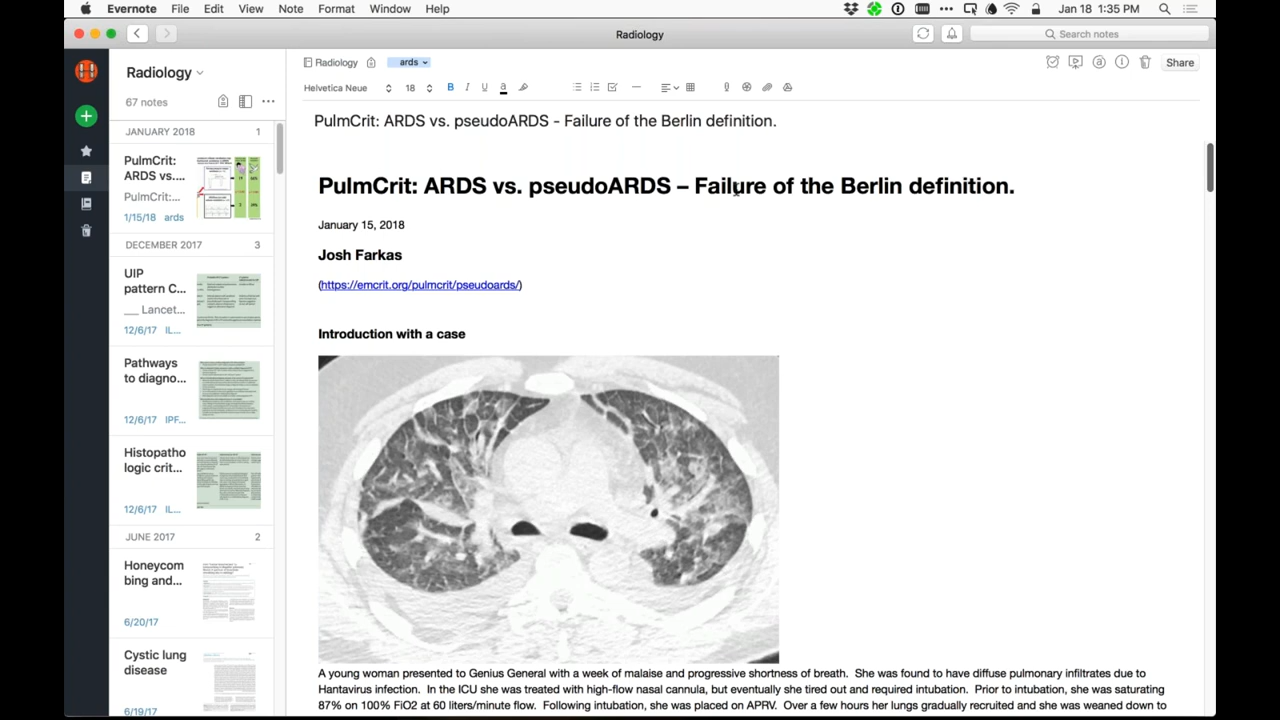 Evernote File Edit View Note Format Window Help Jan 18 1:35 PM
Radiology
Search notes
Radiology
67 notes
JANUARY 2018 1
PulmCrit:
ARDS vs....
PulmCrit:...
1/15/18 ards
DECEMBER 2017 3
UIP
pattern C...
___ Lancet...
12/6/17 IL...
Pathways
to diagno...
12/6/17 IPF...
Histopatho
logic crit...
12/6/17 IL...
JUNE 2017 2
Honeycom
bing and...
6/20/17
Cystic lung
disease
6/19/17
Radiology ards Share
Helvetica Neue 18 B I U a
PulmCrit: ARDS vs. pseudoARDS - Failure of the Berlin definition.
PulmCrit: ARDS vs. pseudoARDS – Failure of the Berlin definition.
January 15, 2018
Josh Farkas
(https://emcrit.org/pulmcrit/pseudoards/)
Introduction with a case
A young woman presented to Genius General with a week of malaise and progressive shortness of breath. She was found to have diffuse pulmonary infiltrates due to
Hantavirus infection. In the ICU she was treated with high-flow nasal cannula, but eventually she tired out and required intubation. Prior to intubation, she was saturating
87% on 100% FiO2 at 60 liters/minute flow. Following intubation, she was placed on APRV. Over a few hours her lungs gradually recruited and she was weaned down to